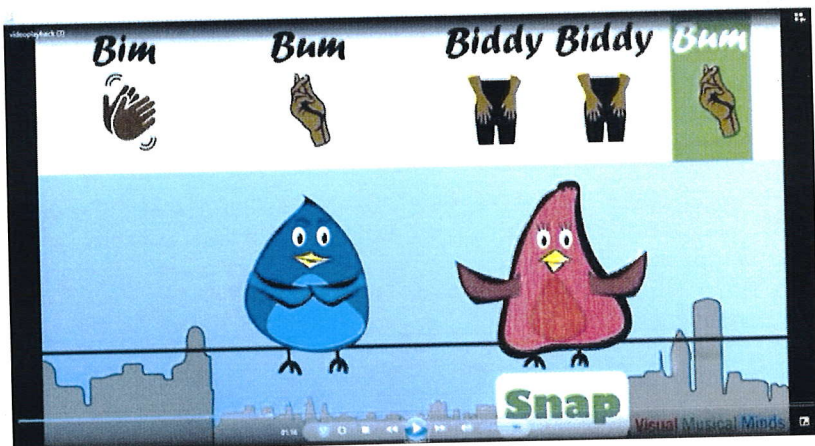 videoplayback (7)
Bim Bum Biddy Biddy Bum
Snap
Visual Musical Minds